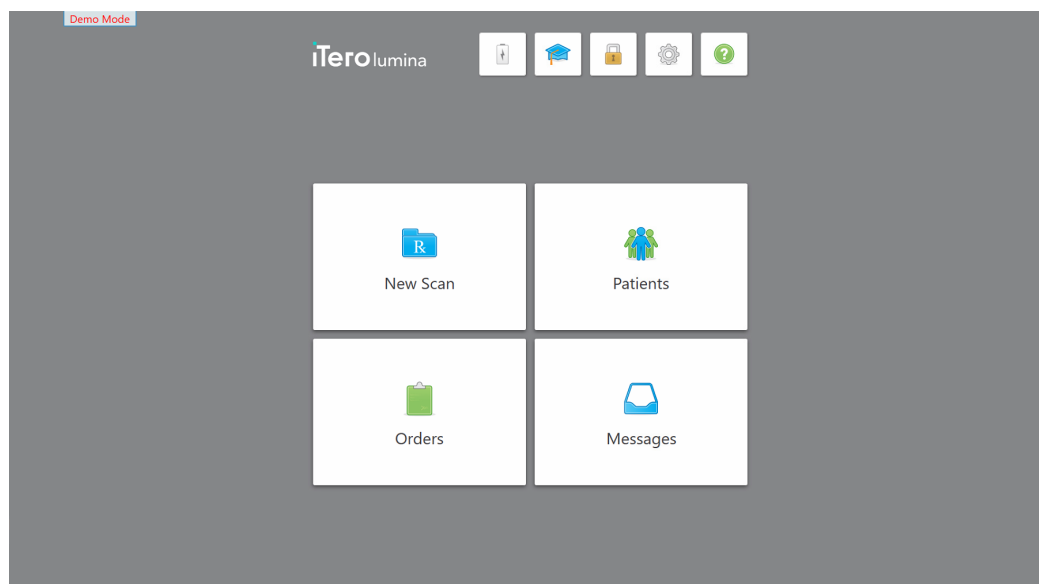 Demo Mode
iTero lumina
?
R
New Scan
Patients
Orders
Messages